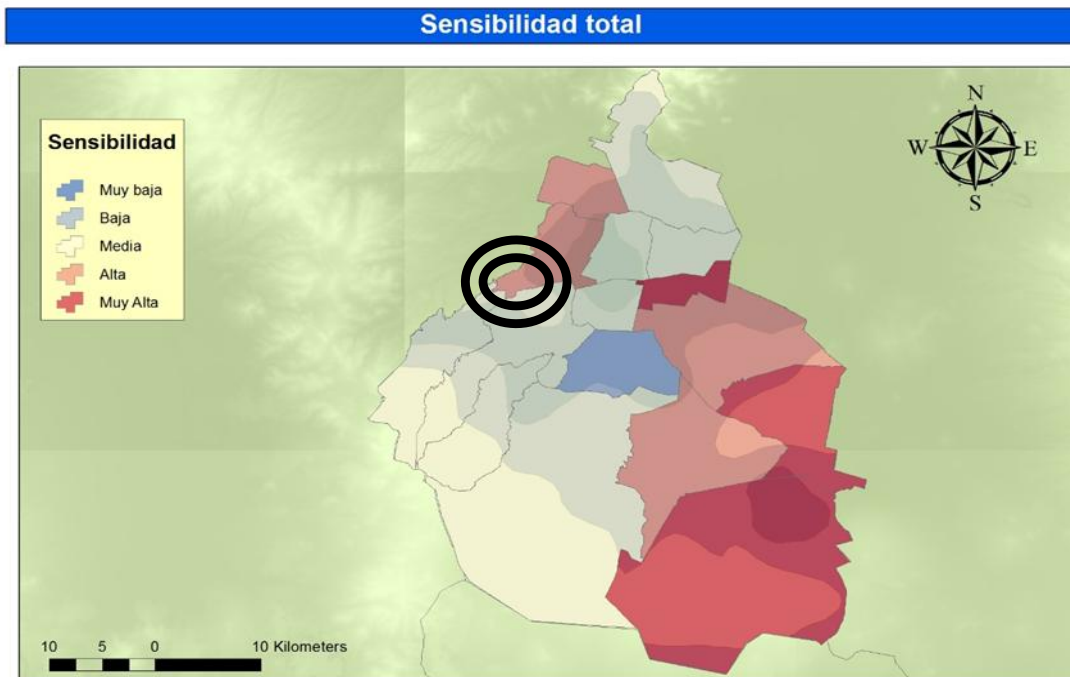 Sensibilidad total
Sensibilidad
Muy baja
Baja
Media
Alta
Muy Alta
N
W E
S
10 5 0 10 Kilometers